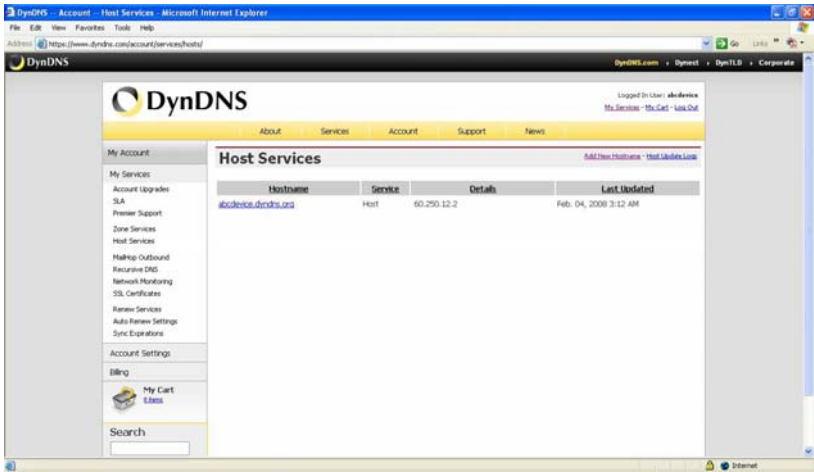 DynDNS -- Account -- Host Services - Microsoft Internet Explorer
File Edit View Favorites Tools Help
Address https://www.dyndns.com/account/services/hosts/ Go Links
DynDNS
DynDNS.com Dynect DynTLD Corporate
DynDNS
Logged In User: abcdevice
My Services - My Cart - Log Out
About Services Account Support News
My Account
My Services
Account Upgrades
SLA
Premier Support
Zone Services
Host Services
MailHop Outbound
Recursive DNS
Network Monitoring
SSL Certificates
Renew Services
Auto Renew Settings
Sync Expirations
Account Settings
Billing
My Cart
0 items
Search
Host Services
Add New Hostname - Host Update Logs
Hostname Service Details Last Updated
abcdevice.dyndns.org Host 60.250.12.2 Feb. 04, 2008 3:12 AM
Internet